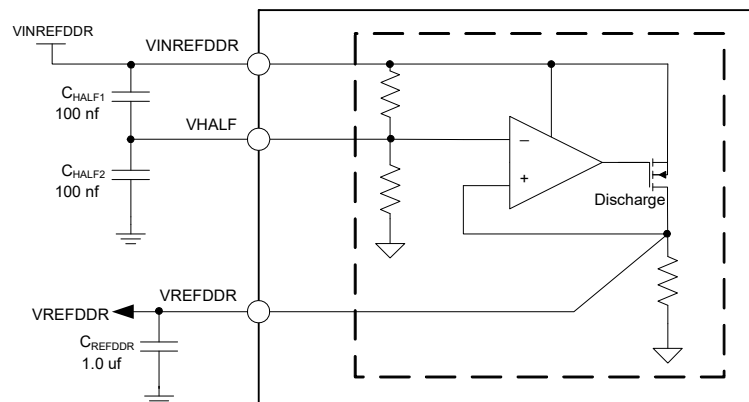 VINREFDDR
VINREFDDR
CHALF1
100 nf
VHALF
CHALF2
100 nf
−
+
Discharge
VREFDDR
VREFDDR
CREFDDR
1.0 uf